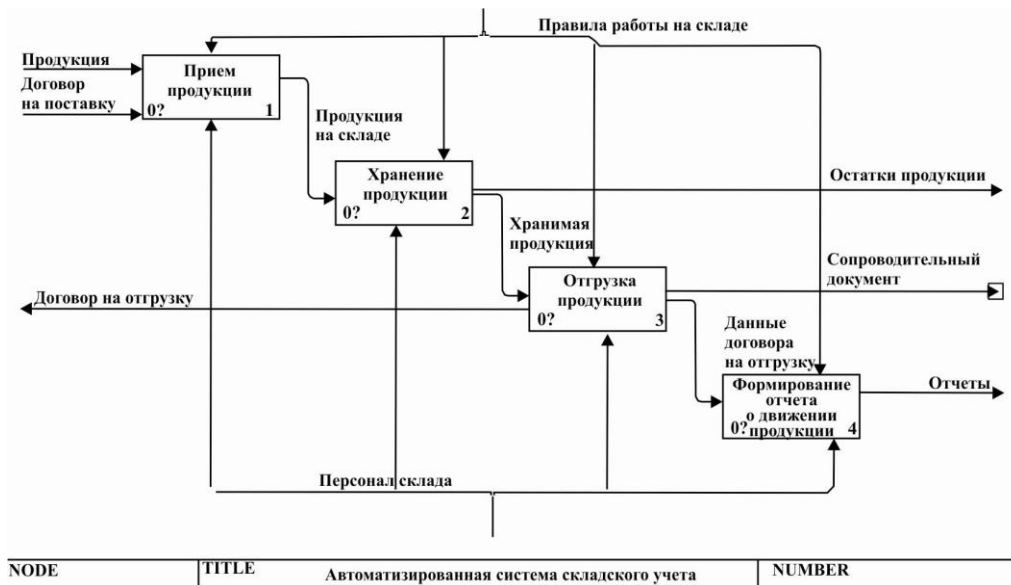 Правила работы на складе
Продукция
Договор
на поставку
Прием
продукции
0? 1
Продукция
на складе
Хранение
продукции
0? 2
Остатки продукции
Хранимая
продукция
Отгрузка
продукции
0? 3
Сопроводительный
документ
Договор на отгрузку
Данные
договора
на отгрузку
Формирование
отчета
о движении
0? продукции 4
Отчеты
Персонал склада
NODE TITLE Автоматизированная система складского учета NUMBER